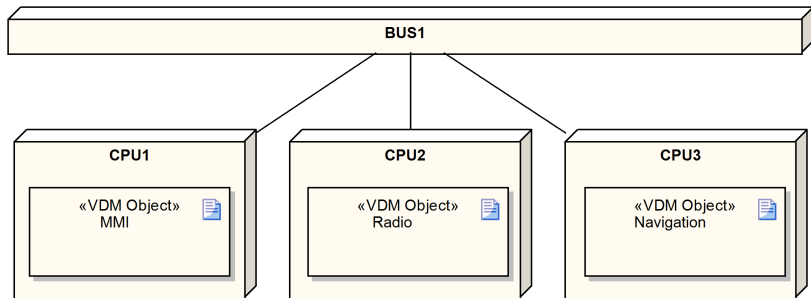 BUS1
CPU1
«VDM Object»
MMI
CPU2
«VDM Object»
Radio
CPU3
«VDM Object»
Navigation